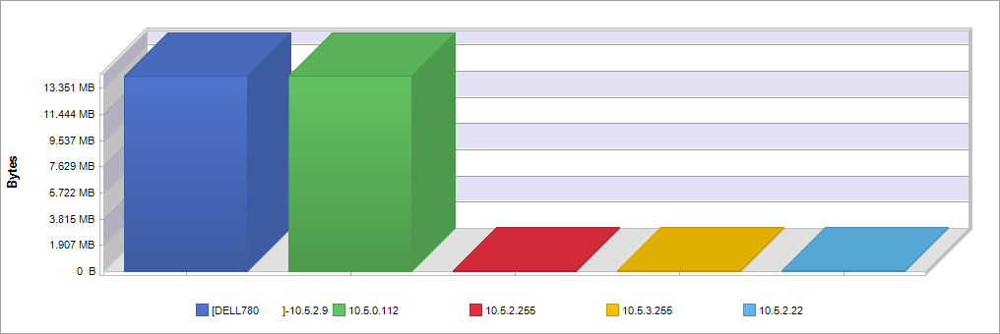 Bytes
13.351 MB
11.444 MB
9.537 MB
7.629 MB
5.722 MB
3.815 MB
1.907 MB
0 B
[DELL780 ]-10.5.2.9 10.5.0.112 10.5.2.255 10.5.3.255 10.5.2.22